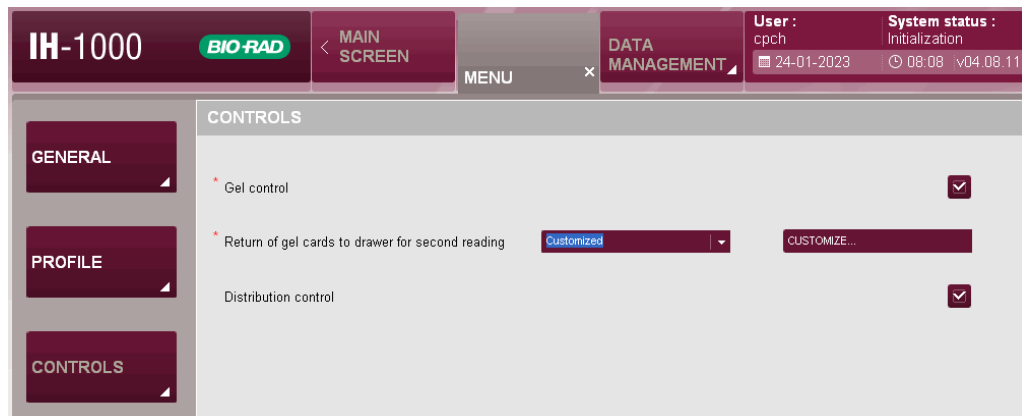 IH-1000
BIO-RAD
< MAIN
SCREEN
MENU
×
DATA
MANAGEMENT
User :
cpch
24-01-2023
System status :
Initialization
08:08
v04.08.11
CONTROLS
GENERAL
* Gel control
* Return of gel cards to drawer for second reading
Customized
CUSTOMIZE...
PROFILE
Distribution control
CONTROLS